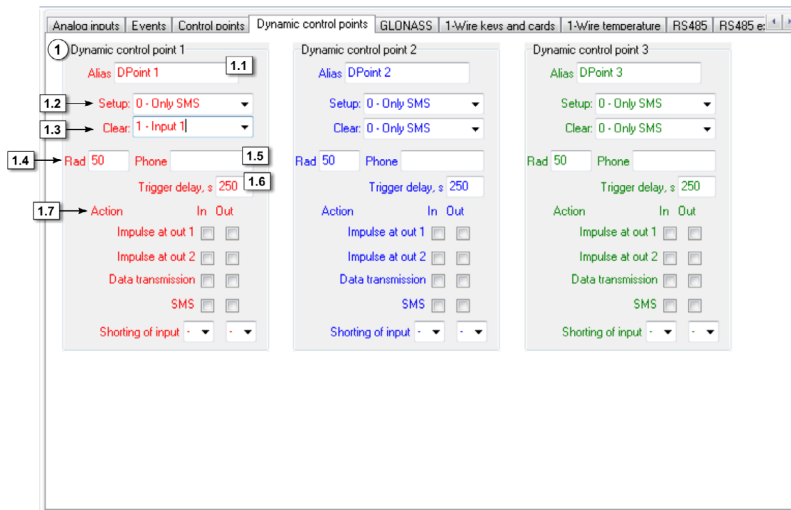 Analog inputs Events Control points Dynamic control points GLONASS 1-Wire keys and cards 1-Wire temperature RS485 RS485 e:
1 Dynamic control point 1 Dynamic control point 2 Dynamic control point 3
Alias DPoint 1 1.1 Alias DPoint 2 Alias DPoint 3
1.2 Setup: 0 - Only SMS Setup: 0 - Only SMS Setup: 0 - Only SMS
1.3 Clear: 1 - Input 1 Clear: 0 - Only SMS Clear: 0 - Only SMS
1.4 Rad 50 Phone 1.5 Rad 50 Phone Rad 50 Phone
Trigger delay, s 250 1.6 Trigger delay, s 250 Trigger delay, s 250
1.7 Action In Out Action In Out Action In Out
Impulse at out 1 Impulse at out 1 Impulse at out 1
Impulse at out 2 Impulse at out 2 Impulse at out 2
Data transmission Data transmission Data transmission
SMS SMS SMS
Shorting of input - - Shorting of input - - Shorting of input - -